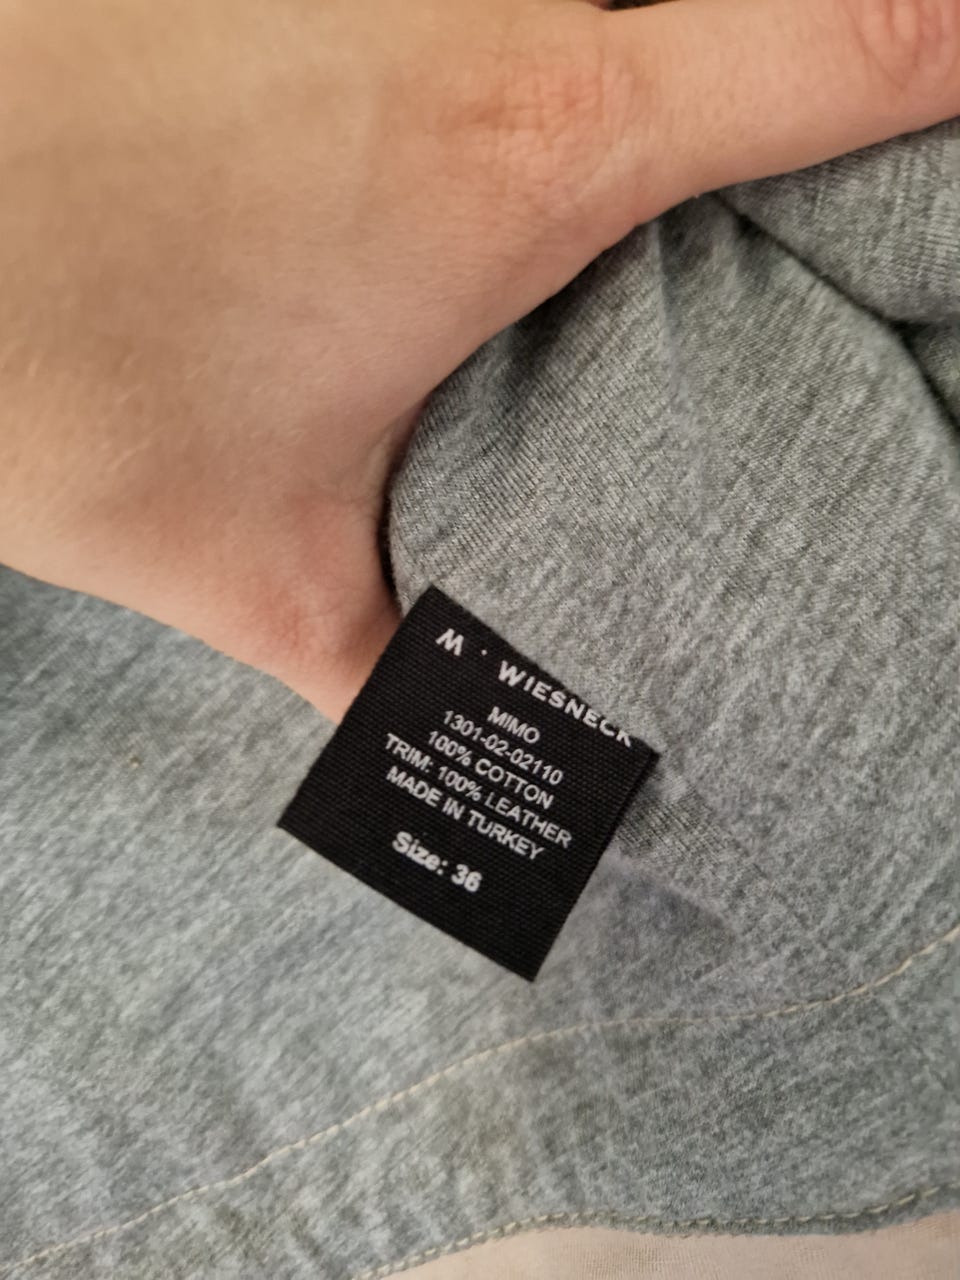 M · WIESNECK
MIMO
1301-02-02110
100% COTTON
TRIM: 100% LEATHER
MADE IN TURKEY
Size: 36